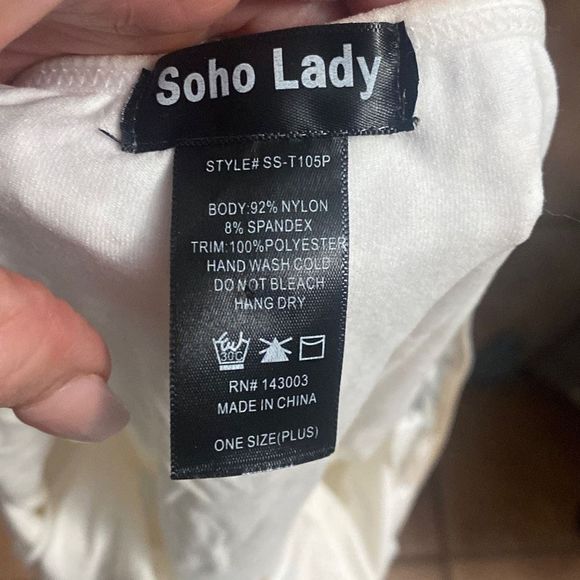 Soho Lady
STYLE# SS-T105P
BODY:92% NYLON
8% SPANDEX
TRIM:100%POLYESTER
HAND WASH COLD
DO NOT BLEACH
HANG DRY
30C
RN# 143003
MADE IN CHINA
ONE SIZE(PLUS)